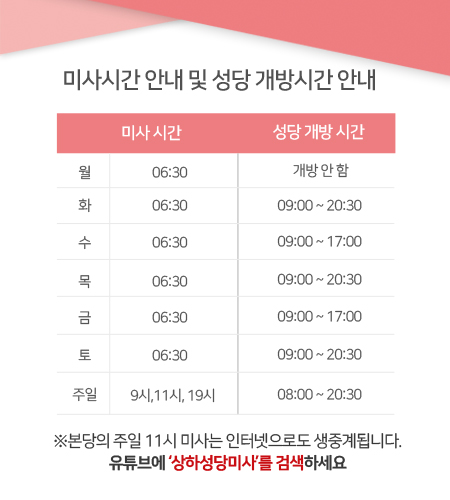 미사시간 안내 및 성당 개방시간 안내
미사 시간 성당 개방 시간
월 06:30 개방 안 함
화 06:30 09:00 ~ 20:30
수 06:30 09:00 ~ 17:00
목 06:30 09:00 ~ 20:30
금 06:30 09:00 ~ 17:00
토 06:30 09:00 ~ 20:30
주일 9시,11시, 19시 08:00 ~ 20:30
※본당의 주일 11시 미사는 인터넷으로도 생중계됩니다.
유튜브에 ‘상하성당미사’를 검색하세요